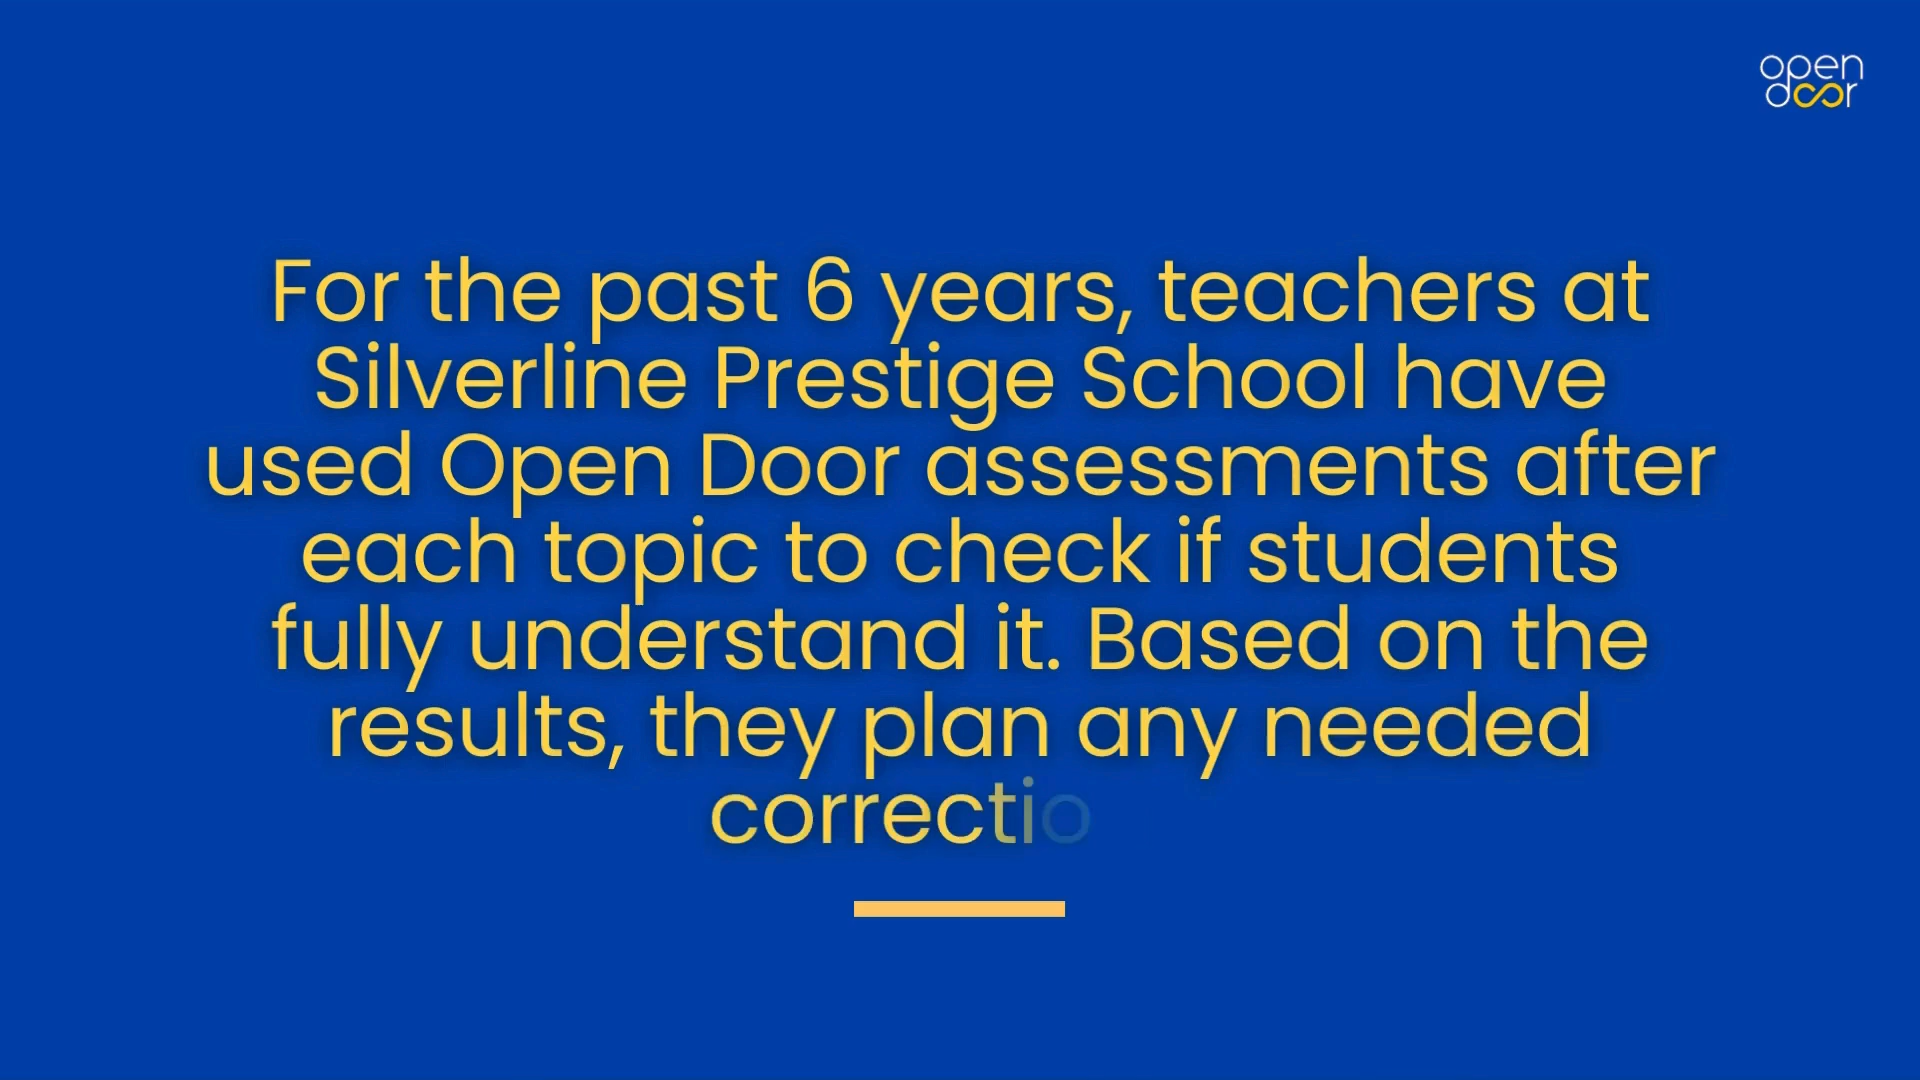 open
door
For the past 6 years, teachers at
Silverline Prestige School have
used Open Door assessments after
each topic to check if students
fully understand it. Based on the
results, they plan any needed
correctio